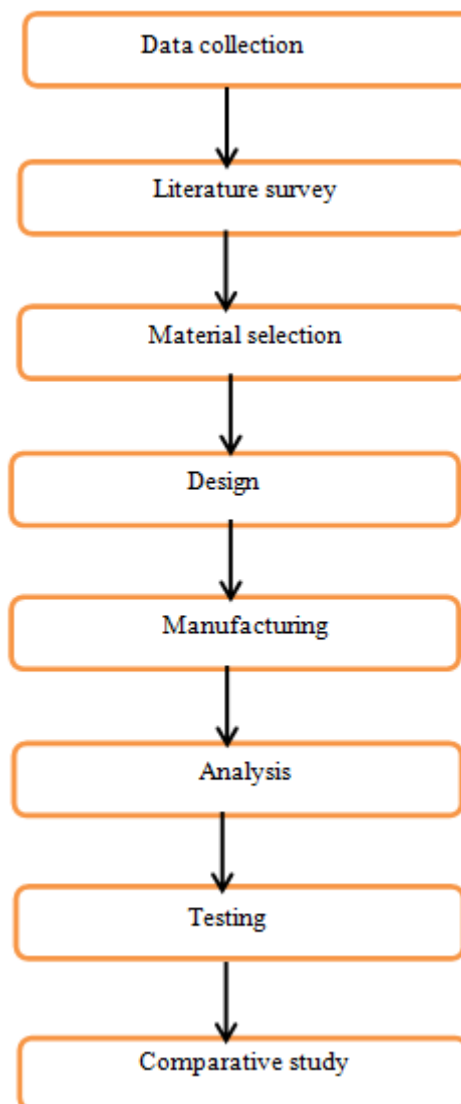 Data collection
Literature survey
Material selection
Design
Manufacturing
Analysis
Testing
Comparative study